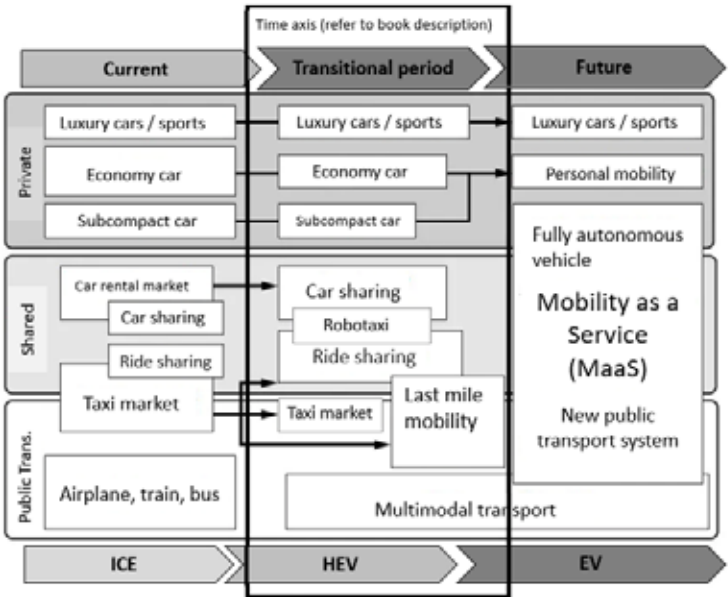 Time axis (refer to book description)
Current
Transitional period
Future
Private
Luxury cars / sports
Luxury cars / sports
Luxury cars / sports
Economy car
Economy car
Personal mobility
Subcompact car
Subcompact car
Shared
Car rental market
Car sharing
Car sharing
Robotaxi
Ride sharing
Ride sharing
Taxi market
Taxi market
Last mile
mobility
Fully autonomous
vehicle
Mobility as a
Service
(MaaS)
New public
transport system
Public Trans.
Airplane, train, bus
Multimodal transport
ICE
HEV
EV